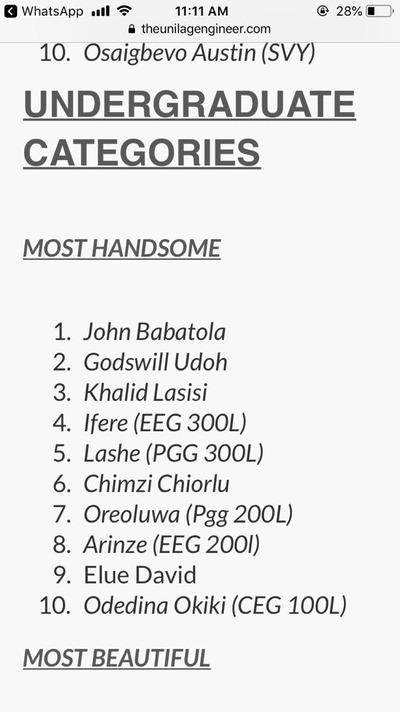 WhatsApp 11:11 AM 28%
theunilagengineer.com
10. Osaigbevo Austin (SVY)
UNDERGRADUATE
CATEGORIES
MOST HANDSOME
1. John Babatola
2. Godswill Udoh
3. Khalid Lasisi
4. Ifere (EEG 300L)
5. Lashe (PGG 300L)
6. Chimzi Chiorlu
7. Oreoluwa (Pgg 200L)
8. Arinze (EEG 200l)
9. Elue David
10. Odedina Okiki (CEG 100L)
MOST BEAUTIFUL